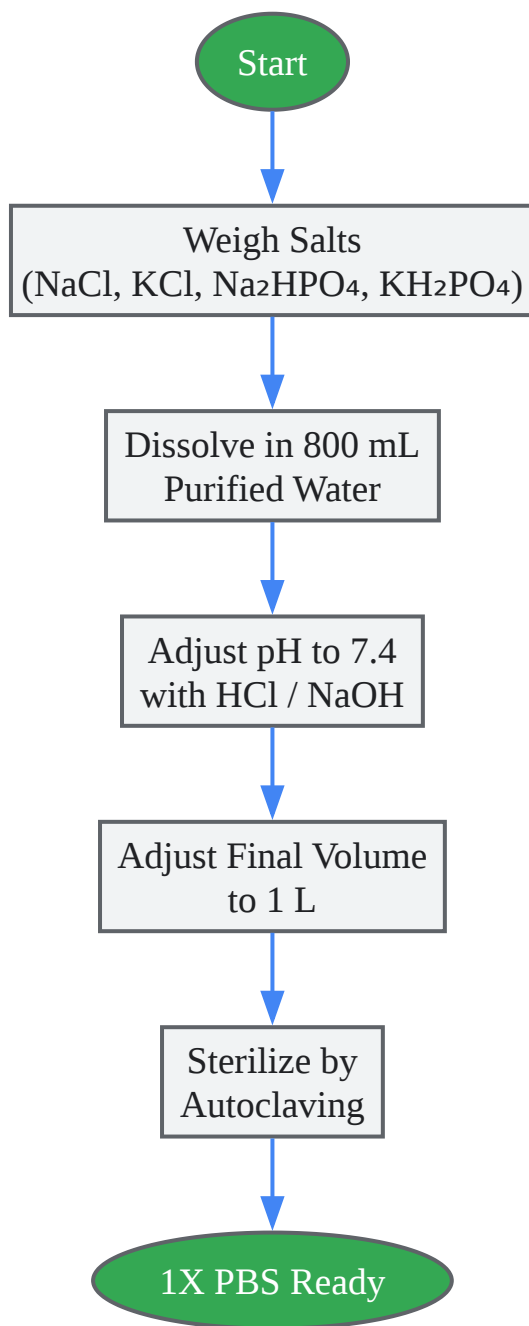 Start
Weigh Salts
(NaCl, KCl, Na₂HPO₄, KH₂PO₄)
Dissolve in 800 mL
Purified Water
Adjust pH to 7.4
with HCl / NaOH
Adjust Final Volume
to 1 L
Sterilize by
Autoclaving
1X PBS Ready